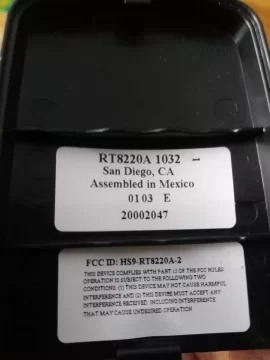 RT8220A 1032 –
San Diego, CA
Assembled in Mexico
0103 E
20002047
FCC ID: HS9-RT8220A-2
THIS DEVICE COMPLIES WITH PART 15 OF THE FCC RULES
OPERATION IS SUBJECT TO THE FOLLOWING TWO
CONDITIONS: (1) THIS DEVICE MAY NOT CAUSE HARMFUL
INTERFERENCE AND (2) THIS DEVICE MUST ACCEPT ANY
INTERFERENCE RECEIVED, INCLUDING INTERFERENCE
THAT MAY CAUSE UNDESIRED OPERATION